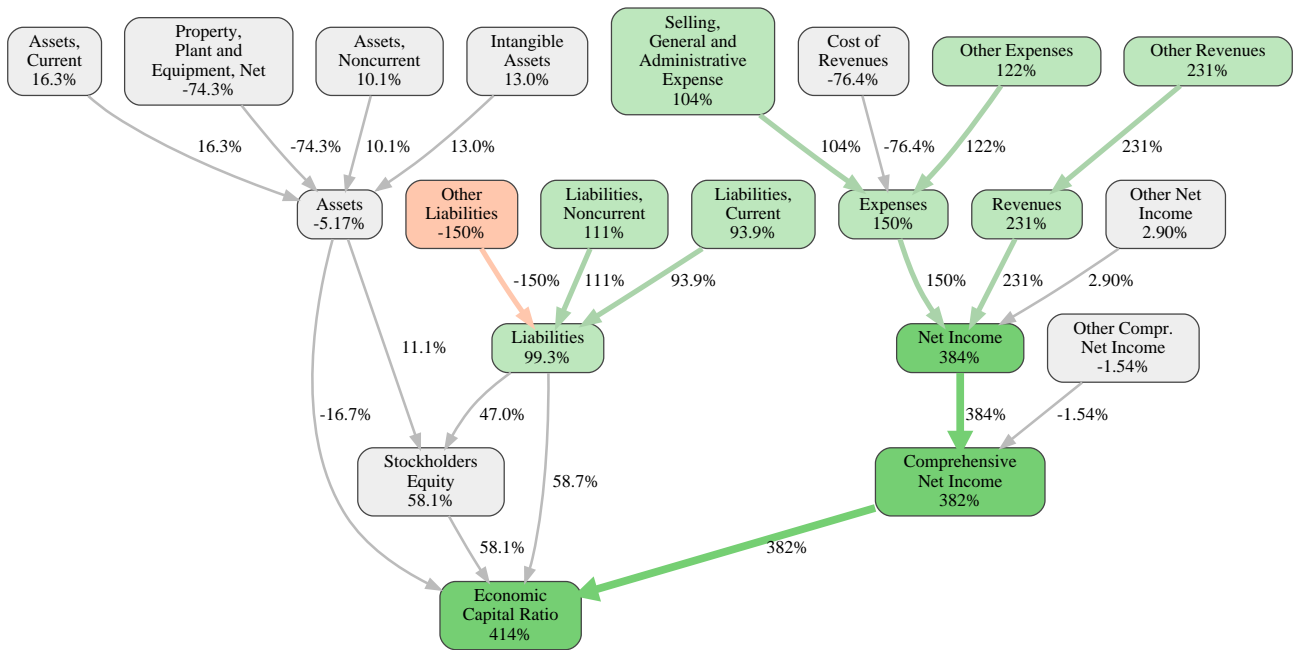 Assets,
Current
16.3%
Property,
Plant and
Equipment, Net
-74.3%
Assets,
Noncurrent
10.1%
Intangible
Assets
13.0%
Selling,
General and
Administrative
Expense
104%
Cost of
Revenues
-76.4%
Other Expenses
122%
Other Revenues
231%
16.3%
-74.3%
10.1%
13.0%
104%
-76.4%
122%
231%
Assets
-5.17%
Other
Liabilities
-150%
Liabilities,
Noncurrent
111%
Liabilities,
Current
93.9%
Expenses
150%
Revenues
231%
Other Net
Income
2.90%
-150%
111%
93.9%
150%
231%
2.90%
11.1%
Liabilities
99.3%
Net Income
384%
Other Compr.
Net Income
-1.54%
-16.7%
47.0%
58.7%
384%
-1.54%
Stockholders
Equity
58.1%
Comprehensive
Net Income
382%
58.1%
382%
Economic
Capital Ratio
414%